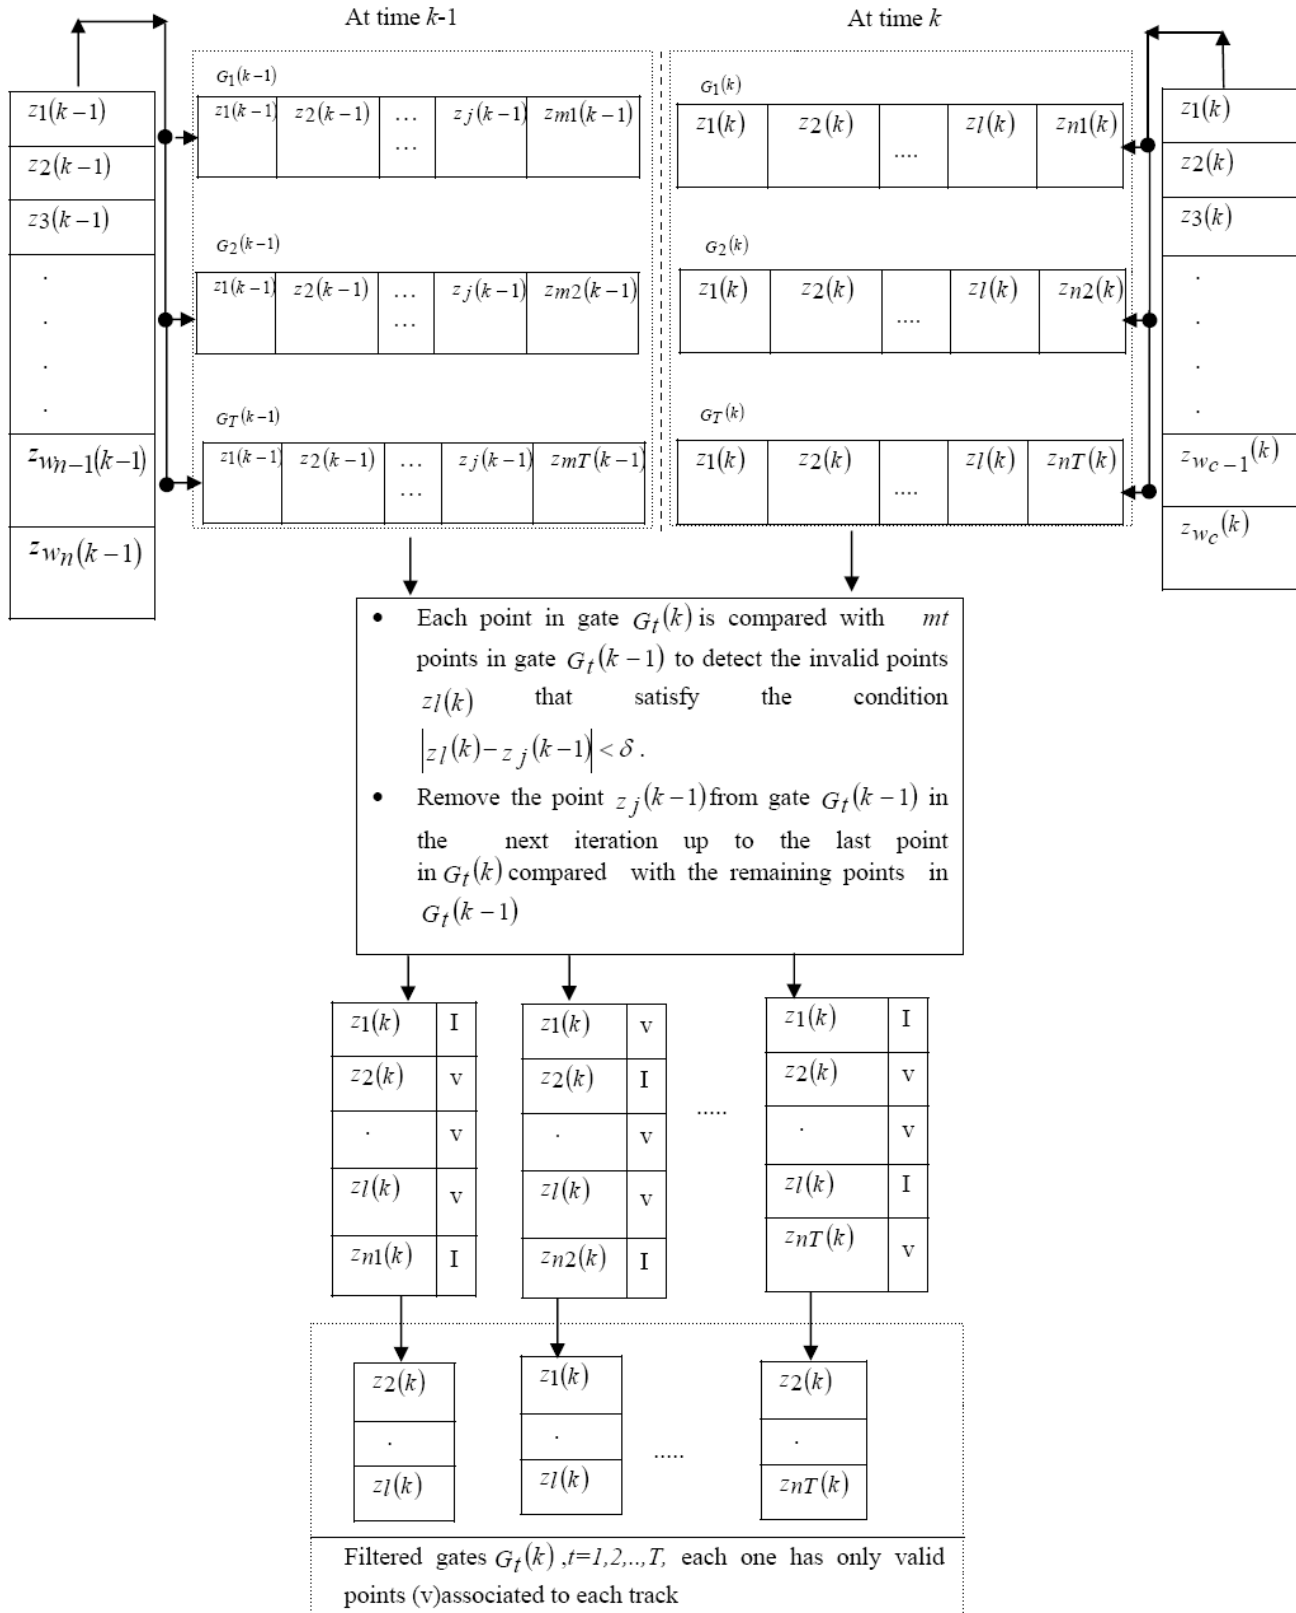 At time k-1
At time k
z1(k−1)
z2(k−1)
z3(k−1)
.
.
.
.
zwn−1(k−1)
zwn(k−1)
G1(k−1)
z1(k−1) z2(k−1) ... zj(k−1) zm1(k−1)
...
G2(k−1)
z1(k−1) z2(k−1) ... zj(k−1) zm2(k−1)
...
GT(k−1)
z1(k−1) z2(k−1) ... zj(k−1) zmT(k−1)
...
G1(k)
z1(k) z2(k) .... zl(k) zn1(k)
G2(k)
z1(k) z2(k) .... zl(k) zn2(k)
GT(k)
z1(k) z2(k) .... zl(k) znT(k)
z1(k)
z2(k)
z3(k)
.
.
.
.
zwc−1(k)
zwc(k)
• Each point in gate Gt(k) is compared with mt
points in gate Gt(k−1) to detect the invalid points
zl(k) that satisfy the condition
|zl(k)−zj(k−1)| < δ .
• Remove the point zj(k−1) from gate Gt(k−1) in
the next iteration up to the last point
in Gt(k) compared with the remaining points in
Gt(k−1)
z1(k) I
z2(k) v
. v
zl(k) v
zn1(k) I
z1(k) v
z2(k) I
. v
zl(k) v
zn2(k) I
.....
z1(k) I
z2(k) v
. v
zl(k) I
znT(k) v
z2(k)
.
zl(k)
z1(k)
.
zl(k)
.....
z2(k)
.
znT(k)
Filtered gates Gt(k) ,t=1,2,..,T, each one has only valid
points (v)associated to each track